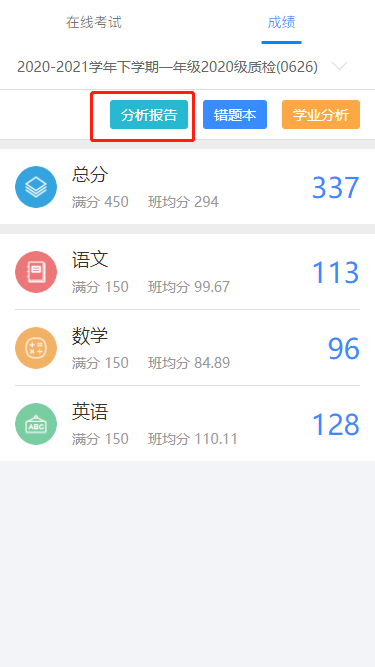 在线考试 成绩
2020-2021学年下学期一年级2020级质检(0626)
分析报告 错题本 学业分析
总分
满分 450 班均分 294
337
语文
满分 150 班均分 99.67
113
数学
满分 150 班均分 84.89
96
英语
满分 150 班均分 110.11
128
ABC